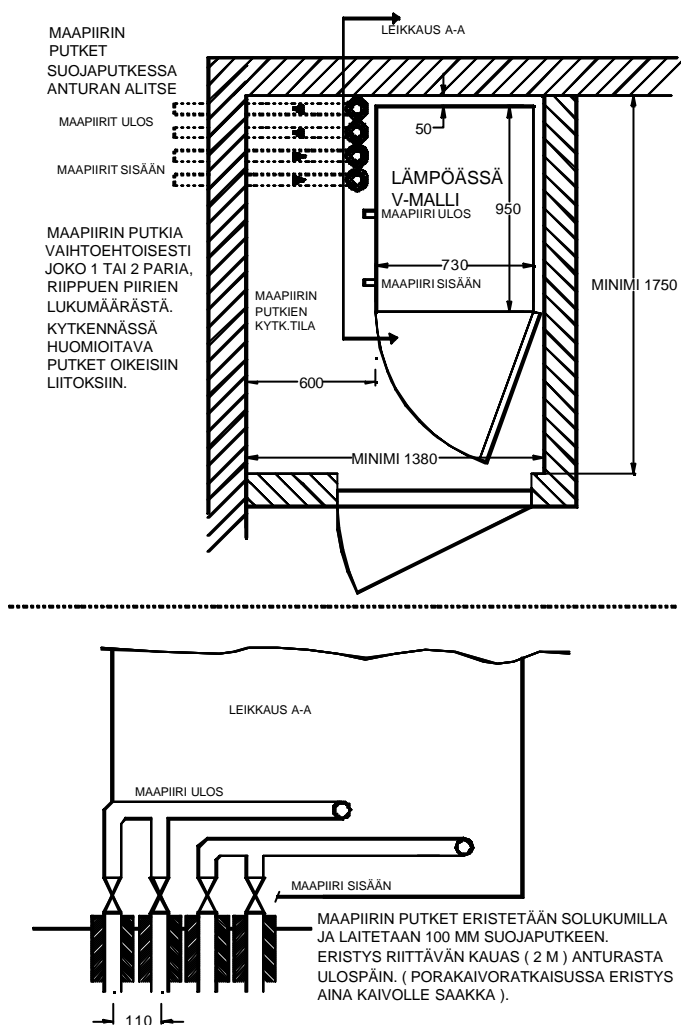 LEIKKAUS A-A
MAAPIIRIN
PUTKET
SUOJAPUTKESSA
ANTURAN ALITSE
MAAPIIRIT ULOS
MAAPIIRIT SISÄÄN
50
LÄMPÖÄSSÄ
V-MALLI
950
MAAPIIRI ULOS
730
MAAPIIRI SISÄÄN
MINIMI 1750
MAAPIIRIN PUTKIA
VAIHTOEHTOISESTI
JOKO 1 TAI 2 PARIA,
RIIPPUEN PIIRIEN
LUKUMÄÄRÄSTÄ.
KYTKENNÄSSÄ
HUOMIOITAVA
PUTKET OIKEISIIN
LIITOKSIIN.
MAAPIIRIN
PUTKIEN
KYTK.TILA
600
MINIMI 1380
LEIKKAUS A-A
MAAPIIRI ULOS
MAAPIIRI SISÄÄN
MAAPIIRIN PUTKET ERISTETÄÄN SOLUKUMILLA
JA LAITETAAN 100 MM SUOJAPUTKEEN.
ERISTYS RIITTÄVÄN KAUAS ( 2 M ) ANTURASTA
ULOSPÄIN. ( PORAKAIVORATKAISUSSA ERISTYS
AINA KAIVOLLE SAAKKA ).
110